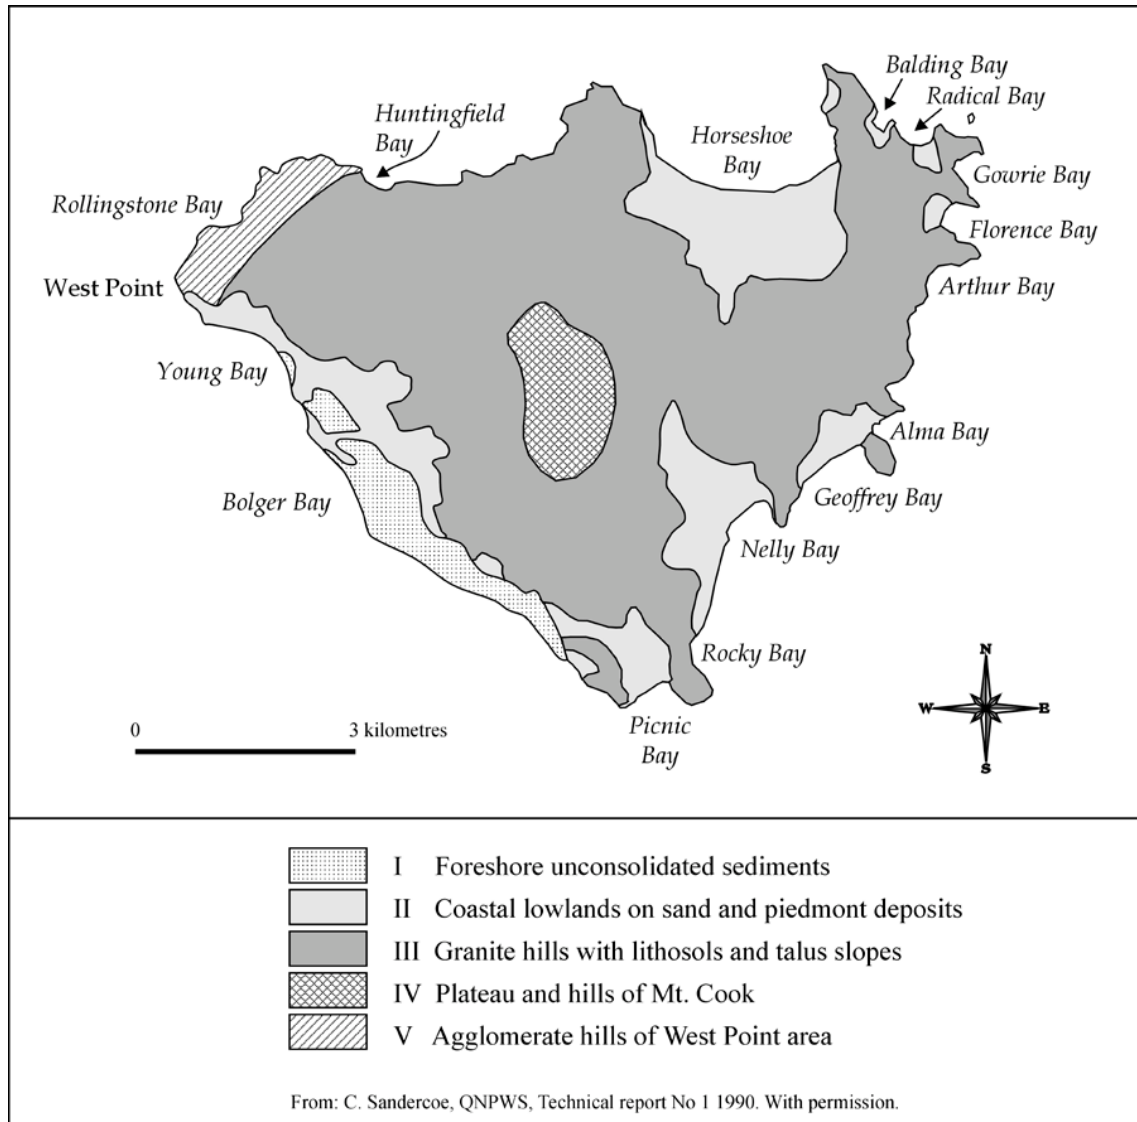 Balding Bay
Radical Bay
Huntingfield
Bay
Horseshoe
Bay
Gowrie Bay
Rollingstone Bay
Florence Bay
West Point
Arthur Bay
Young Bay
Alma Bay
Bolger Bay
Geoffrey Bay
Nelly Bay
Rocky Bay
Picnic
Bay
N
W E
S
0 3 kilometres
I Foreshore unconsolidated sediments
II Coastal lowlands on sand and piedmont deposits
III Granite hills with lithosols and talus slopes
IV Plateau and hills of Mt. Cook
V Agglomerate hills of West Point area
From: C. Sandercoe, QNPWS, Technical report No 1 1990. With permission.